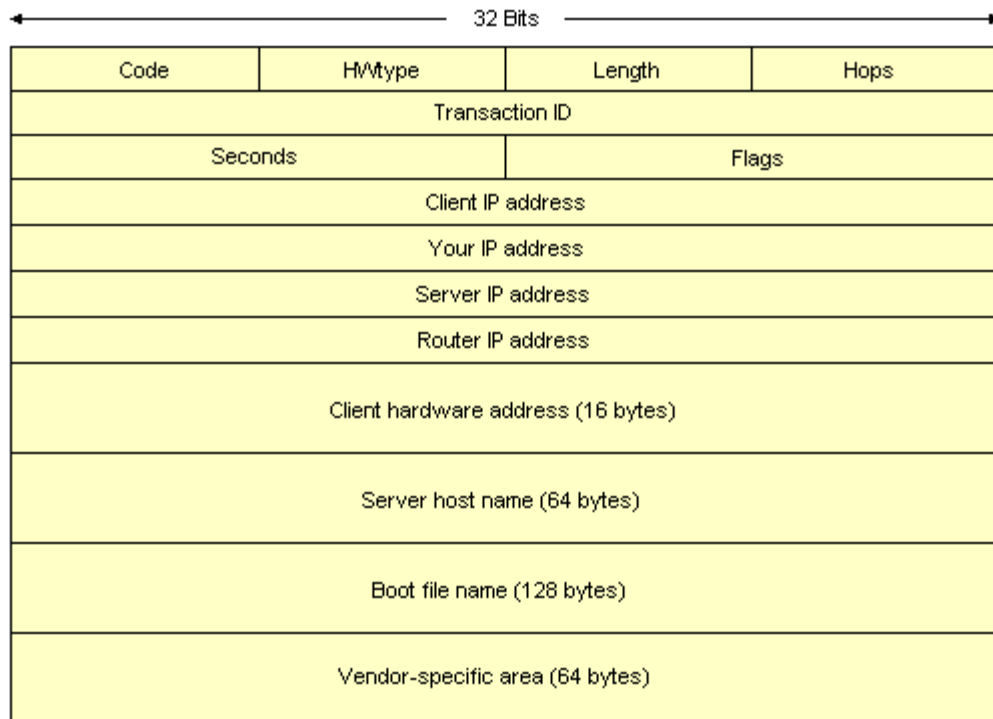 32 Bits
Code HWtype Length Hops
Transaction ID
Seconds Flags
Client IP address
Your IP address
Server IP address
Router IP address
Client hardware address (16 bytes)
Server host name (64 bytes)
Boot file name (128 bytes)
Vendor-specific area (64 bytes)